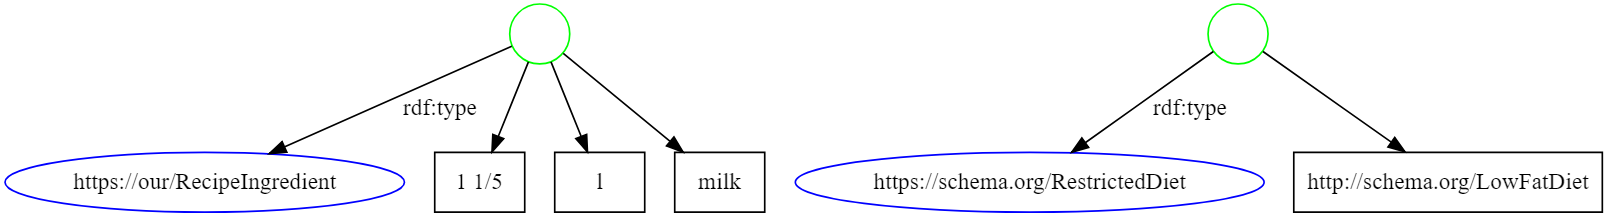 rdf:type
rdf:type
https://our/RecipeIngredient
1 1/5
l
milk
https://schema.org/RestrictedDiet
http://schema.org/LowFatDiet